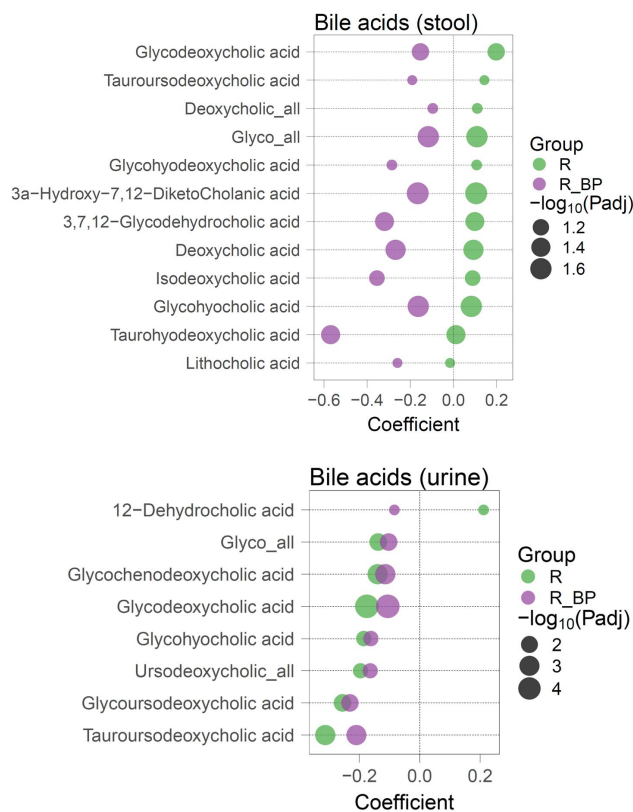 Bile acids (stool)
Glycodeoxycholic acid
Tauroursodeoxycholic acid
Deoxycholic_all
Glyco_all
Glycohyodeoxycholic acid
3a−Hydroxy−7,12−DiketoCholanic acid
3,7,12−Glycodehydrocholic acid
Deoxycholic acid
Isodeoxycholic acid
Glycohyocholic acid
Taurohyodeoxycholic acid
Lithocholic acid
−0.6 −0.4 −0.2 0.0 0.2
Coefficient
Group
R
R_BP
−log10(Padj)
1.2
1.4
1.6
Bile acids (urine)
12−Dehydrocholic acid
Glyco_all
Glycochenodeoxycholic acid
Glycodeoxycholic acid
Glycohyocholic acid
Ursodeoxycholic_all
Glycoursodeoxycholic acid
Tauroursodeoxycholic acid
−0.2 0.0 0.2
Coefficient
Group
R
R_BP
−log10(Padj)
2
3
4